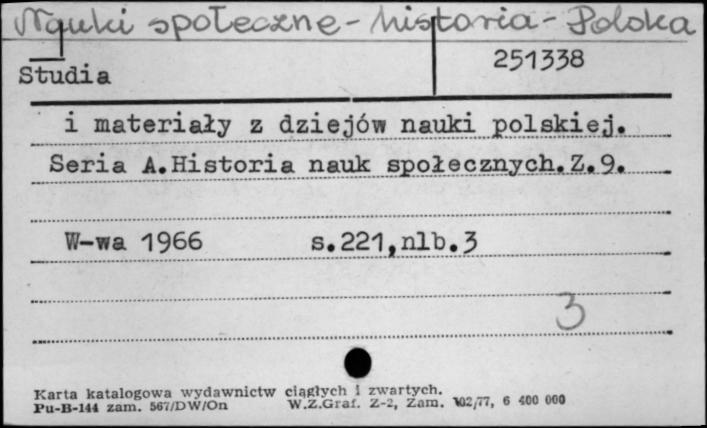 Nauki społeczne - historia - Polska
251338
Studia
i materiały z dziejów nauki polskiej.
Seria A.Historia nauk społecznych.Z.9.
W-wa 1966 s.221,nlb.3
3
Karta katalogowa wydawnictw ciągłych i zwartych.
Pu-B-144 zam. 567/DW/On W.Z.Graf. Z-2, Zam. 102/77, 6 400 000